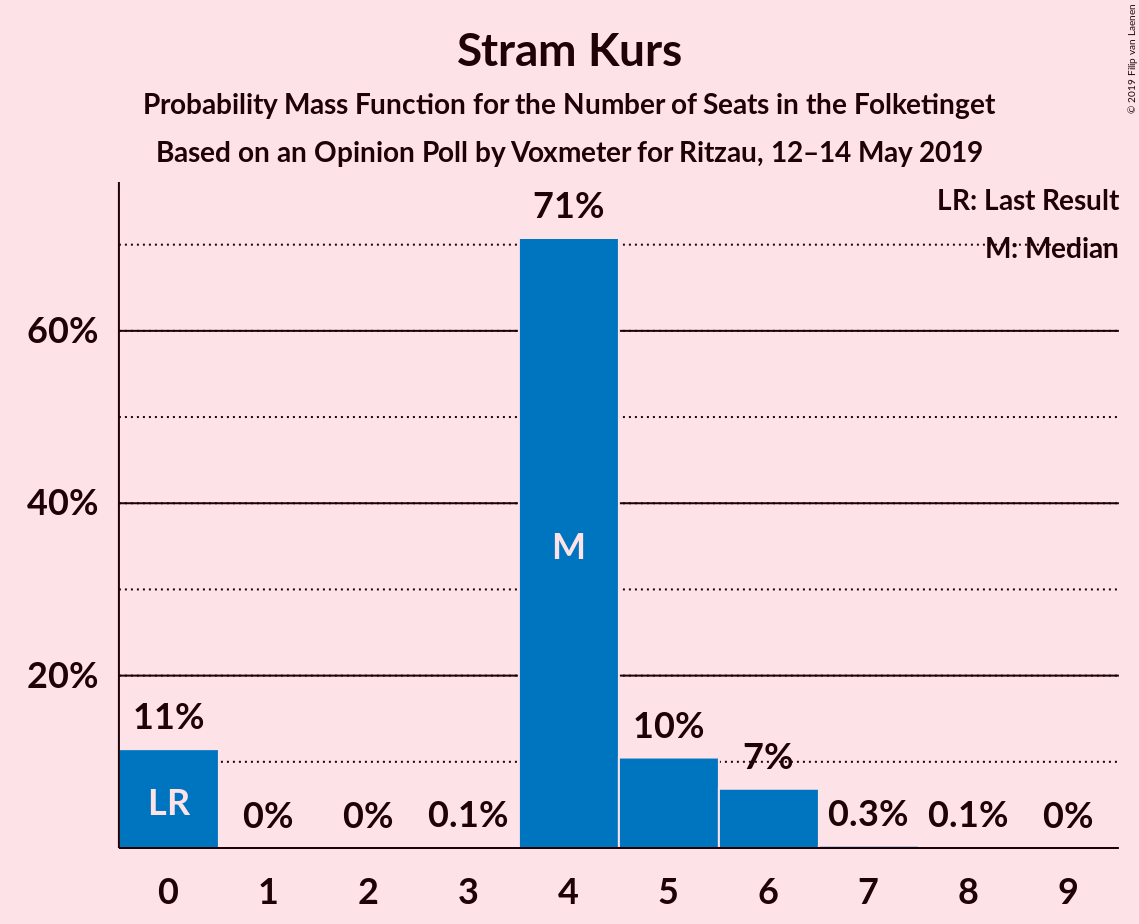 Stram Kurs
Probability Mass Function for the Number of Seats in the Folketinget
Based on an Opinion Poll by Voxmeter for Ritzau, 12–14 May 2019
© 2019 Filip van Laenen
LR: Last Result
M: Median
60%
40%
20%
11%
0%
0%
0.1%
71%
10%
7%
0.3%
0.1%
0%
LR
M
0 1 2 3 4 5 6 7 8 9